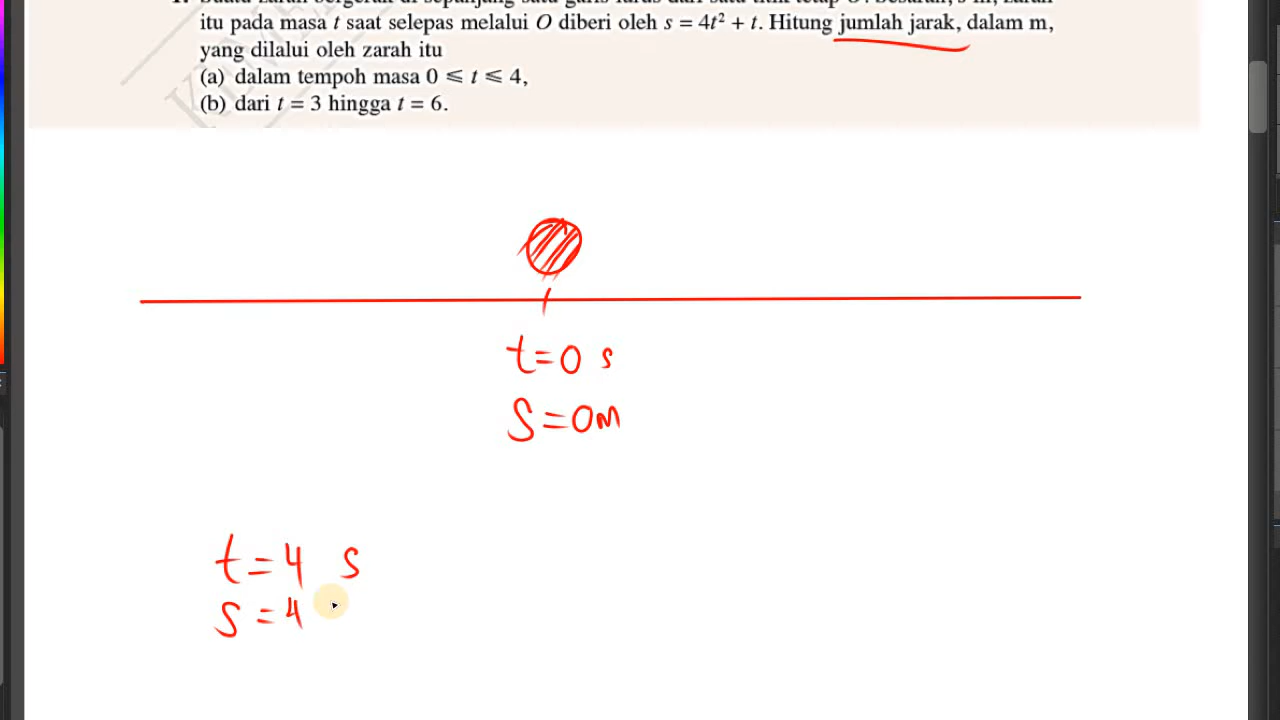 itu pada masa t saat selepas melalui O diberi oleh s = 4t² + t. Hitung jumlah jarak, dalam m,
yang dilalui oleh zarah itu
(a) dalam tempoh masa 0 ⩽ t ⩽ 4,
(b) dari t = 3 hingga t = 6.
t=0 s
S=0m
t=4 s
S=4